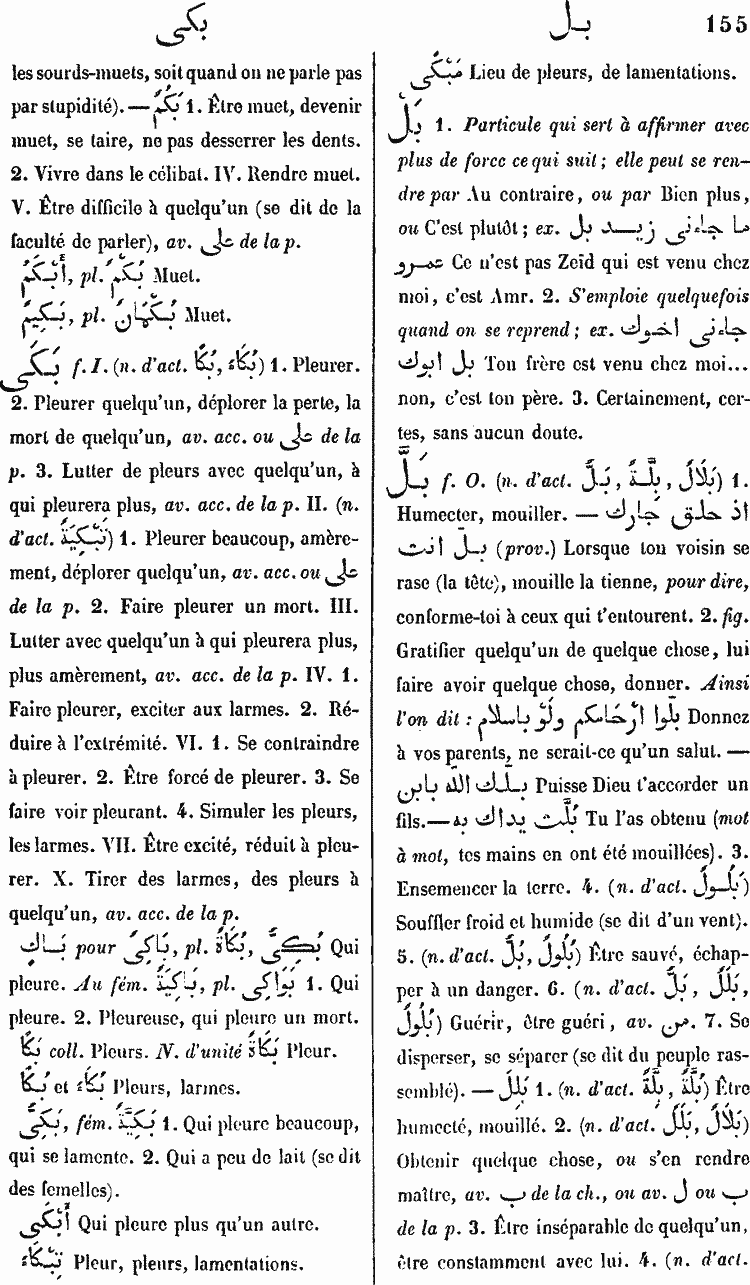 بكى
بل
155
les sourds-muets, soit quand on ne parle pas
par stupidité). — بَكُمَ 1. Être muet, devenir
muet, se taire, ne pas desserrer les dents.
2. Vivre dans le célibat. IV. Rendre muet.
V. Être difficile à quelqu'un (se dit de la
faculté de parler), av. على de la p.
أَبْكَمُ, pl. بُكْمٌ Muet.
بَكِيمٌ, pl. بُكْمَانٌ Muet.
بَكَى f. I. (n. d'act. بُكَاءٌ, بُكًا) 1. Pleurer.
2. Pleurer quelqu'un, déplorer la perte, la
mort de quelqu'un, av. acc. ou على de la
p. 3. Lutter de pleurs avec quelqu'un, à
qui pleurera plus, av. acc. de la p. II. (n.
d'act. تَبْكِيَةٌ) 1. Pleurer beaucoup, amère-
ment, déplorer quelqu'un, av. acc. ou على
de la p. 2. Faire pleurer un mort. III.
Lutter avec quelqu'un à qui pleurera plus,
plus amèrement, av. acc. de la p. IV. 1.
Faire pleurer, exciter aux larmes. 2. Ré-
duire à l'extrémité. VI. 1. Se contraindre
à pleurer. 2. Être forcé de pleurer. 3. Se
faire voir pleurant. 4. Simuler les pleurs,
les larmes. VII. Être excité, réduit à pleu-
rer. X. Tirer des larmes, des pleurs à
quelqu'un, av. acc. de la p.
بَاكٍ pour بَاكِىٌ, pl. بُكَاةٌ, بُكِىٌّ Qui
pleure. Au fém. بَاكِيَةٌ, pl. بَوَاكِى 1. Qui
pleure. 2. Pleureuse, qui pleure un mort.
بُكًا coll. Pleurs. N. d'unité بُكَاةٌ Pleur.
بُكًا et بُكَاءٌ Pleurs, larmes.
بَكِىٌّ, fém. بَكِيَّةٌ 1. Qui pleure beaucoup,
qui se lamente. 2. Qui a peu de lait (se dit
des femelles).
أَبْكَى Qui pleure plus qu'un autre.
تَبْكَاءٌ Pleur, pleurs, lamentations.
مَبْكًى Lieu de pleurs, de lamentations.
بَلْ 1. Particule qui sert à affirmer avec
plus de force ce qui suit; elle peut se ren-
dre par Au contraire, ou par Bien plus,
ou C'est plutôt; ex. ما جاءنى زيد بل
عمرو Ce n'est pas Zeïd qui est venu chez
moi, c'est Amr. 2. S'emploie quelquefois
quand on se reprend; ex. جاءنى اخوك
بل ابوك Ton frère est venu chez moi...
non, c'est ton père. 3. Certainement, cer-
tes, sans aucun doute.
بَلَّ f. O. (n. d'act. بَلٌّ, بِلَّةٌ, بَلَالٌ) 1.
Humecter, mouiller. — اذ حلق جارك
بلّ انت (prov.) Lorsque ton voisin se
rase (la tête), mouille la tienne, pour dire,
conforme-toi à ceux qui t'entourent. 2. fig.
Gratifier quelqu'un de quelque chose, lui
faire avoir quelque chose, donner. Ainsi
l'on dit : بلّوا أرْحَامكم ولَوْ باسلام Donnez
à vos parents, ne serait-ce qu'un salut. —
بلك الله بابن Puisse Dieu t'accorder un
fils. — بُلَّت يداك به Tu l'as obtenu (mot
à mot, tes mains en ont été mouillées). 3.
Ensemencer la terre. 4. (n. d'act. بُلُولٌ)
Souffler froid et humide (se dit d'un vent).
5. (n. d'act. بَلٌّ, بُلُولٌ) Être sauvé, échap-
per à un danger. 6. (n. d'act. بَلٌّ, بَلَلٌ,
بُلُولٌ) Guérir, être guéri, av. من. 7. Se
disperser, se séparer (se dit du peuple ras-
semblé). — بَلِلَ 1. (n. d'act. بَلَّةٌ, بُلَّةٌ) Être
humecté, mouillé. 2. (n. d'act. بَلَلٌ, بَلَالٌ)
Obtenir quelque chose, ou s'en rendre
maître, av. ب de la ch., ou av. ل ou ب
de la p. 3. Être inséparable de quelqu'un,
être constamment avec lui. 4. (n. d'act.